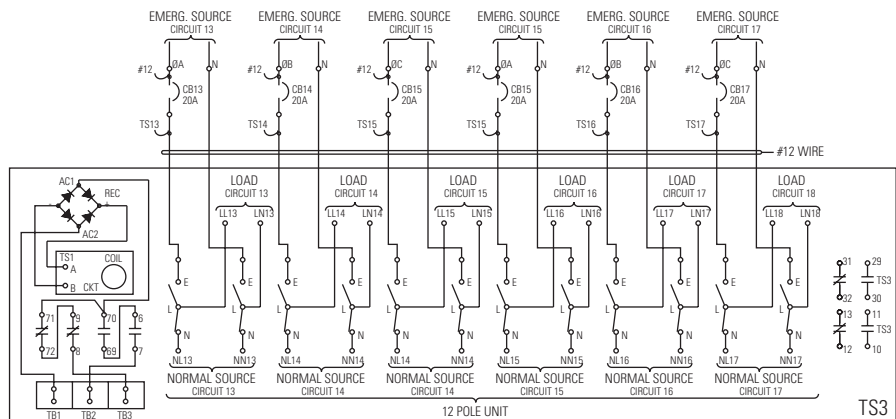 EMERG. SOURCE EMERG. SOURCE EMERG. SOURCE EMERG. SOURCE EMERG. SOURCE EMERG. SOURCE
CIRCUIT 13 CIRCUIT 14 CIRCUIT 15 CIRCUIT 15 CIRCUIT 16 CIRCUIT 17
#12 ØA N #12 ØB N #12 ØC N #12 ØA N #12 ØB N #12 ØC N
CB13 CB14 CB15 CB15 CB16 CB17
20A 20A 20A 20A 20A 20A
TS13 TS14 TS15 TS15 TS16 TS17
#12 WIRE
AC1 REC
- +
AC2
TS1 COIL
A
B CKT
71 9 70 6
72 8 69 7
TB1 TB2 TB3
LOAD LOAD LOAD LOAD LOAD LOAD
CIRCUIT 13 CIRCUIT 14 CIRCUIT 15 CIRCUIT 16 CIRCUIT 17 CIRCUIT 18
LL13 LN13 LL14 LN14 LL15 LN15 LL16 LN16 LL17 LN17 LL18 LN18
E E E E E E E E E E E E
L L L L L L L L L L L L
N N N N N N N N N N N N
NL13 NN13 NL14 NN14 NL14 NN14 NL15 NN15 NL16 NN16 NL17 NN17
NORMAL SOURCE NORMAL SOURCE NORMAL SOURCE NORMAL SOURCE NORMAL SOURCE NORMAL SOURCE
CIRCUIT 13 CIRCUIT 14 CIRCUIT 14 CIRCUIT 15 CIRCUIT 16 CIRCUIT 17
12 POLE UNIT
31 29
TS3
32 30
13 11
TS3
12 10
TS3